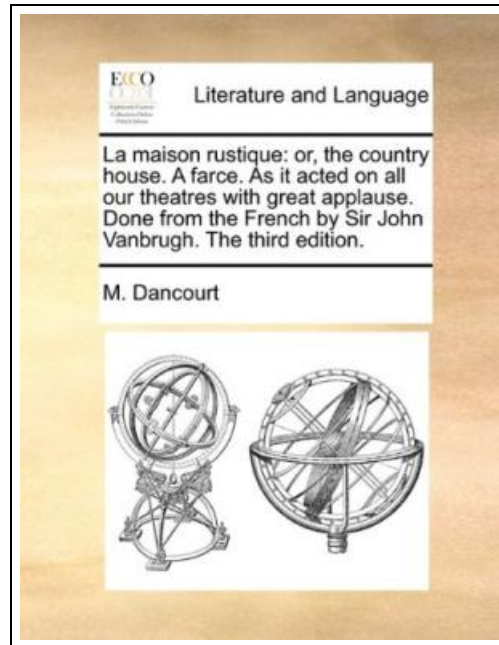 ECCO
Literature and Language
La maison rustique: or, the country
house. A farce. As it acted on all
our theatres with great applause.
Done from the French by Sir John
Vanbrugh. The third edition.
M. Dancourt